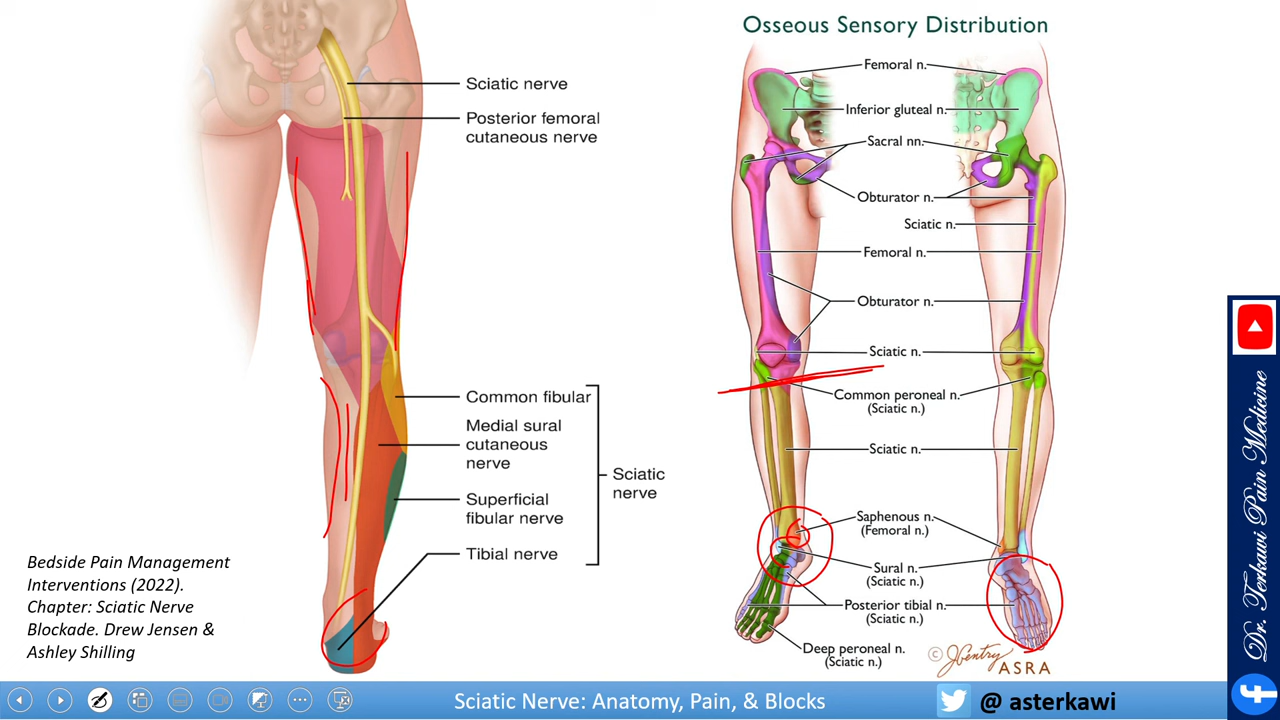 Osseous Sensory Distribution
Sciatic nerve
Posterior femoral
cutaneous nerve
Common fibular
Medial sural
cutaneous
nerve
Superficial
fibular nerve
Tibial nerve
Sciatic
nerve
Bedside Pain Management
Interventions (2022).
Chapter: Sciatic Nerve
Blockade. Drew Jensen &
Ashley Shilling
Femoral n.
Inferior gluteal n.
Sacral nn.
Obturator n.
Sciatic n.
Femoral n.
Obturator n.
Sciatic n.
Common peroneal n.
(Sciatic n.)
Sciatic n.
Saphenous n.
(Femoral n.)
Sural n.
(Sciatic n.)
Posterior tibial n.
(Sciatic n.)
Deep peroneal n.
(Sciatic n.)
© JGentry
ASRA
Dr. Terkawi Pain Medicine
Sciatic Nerve: Anatomy, Pain, & Blocks
@ asterkawi